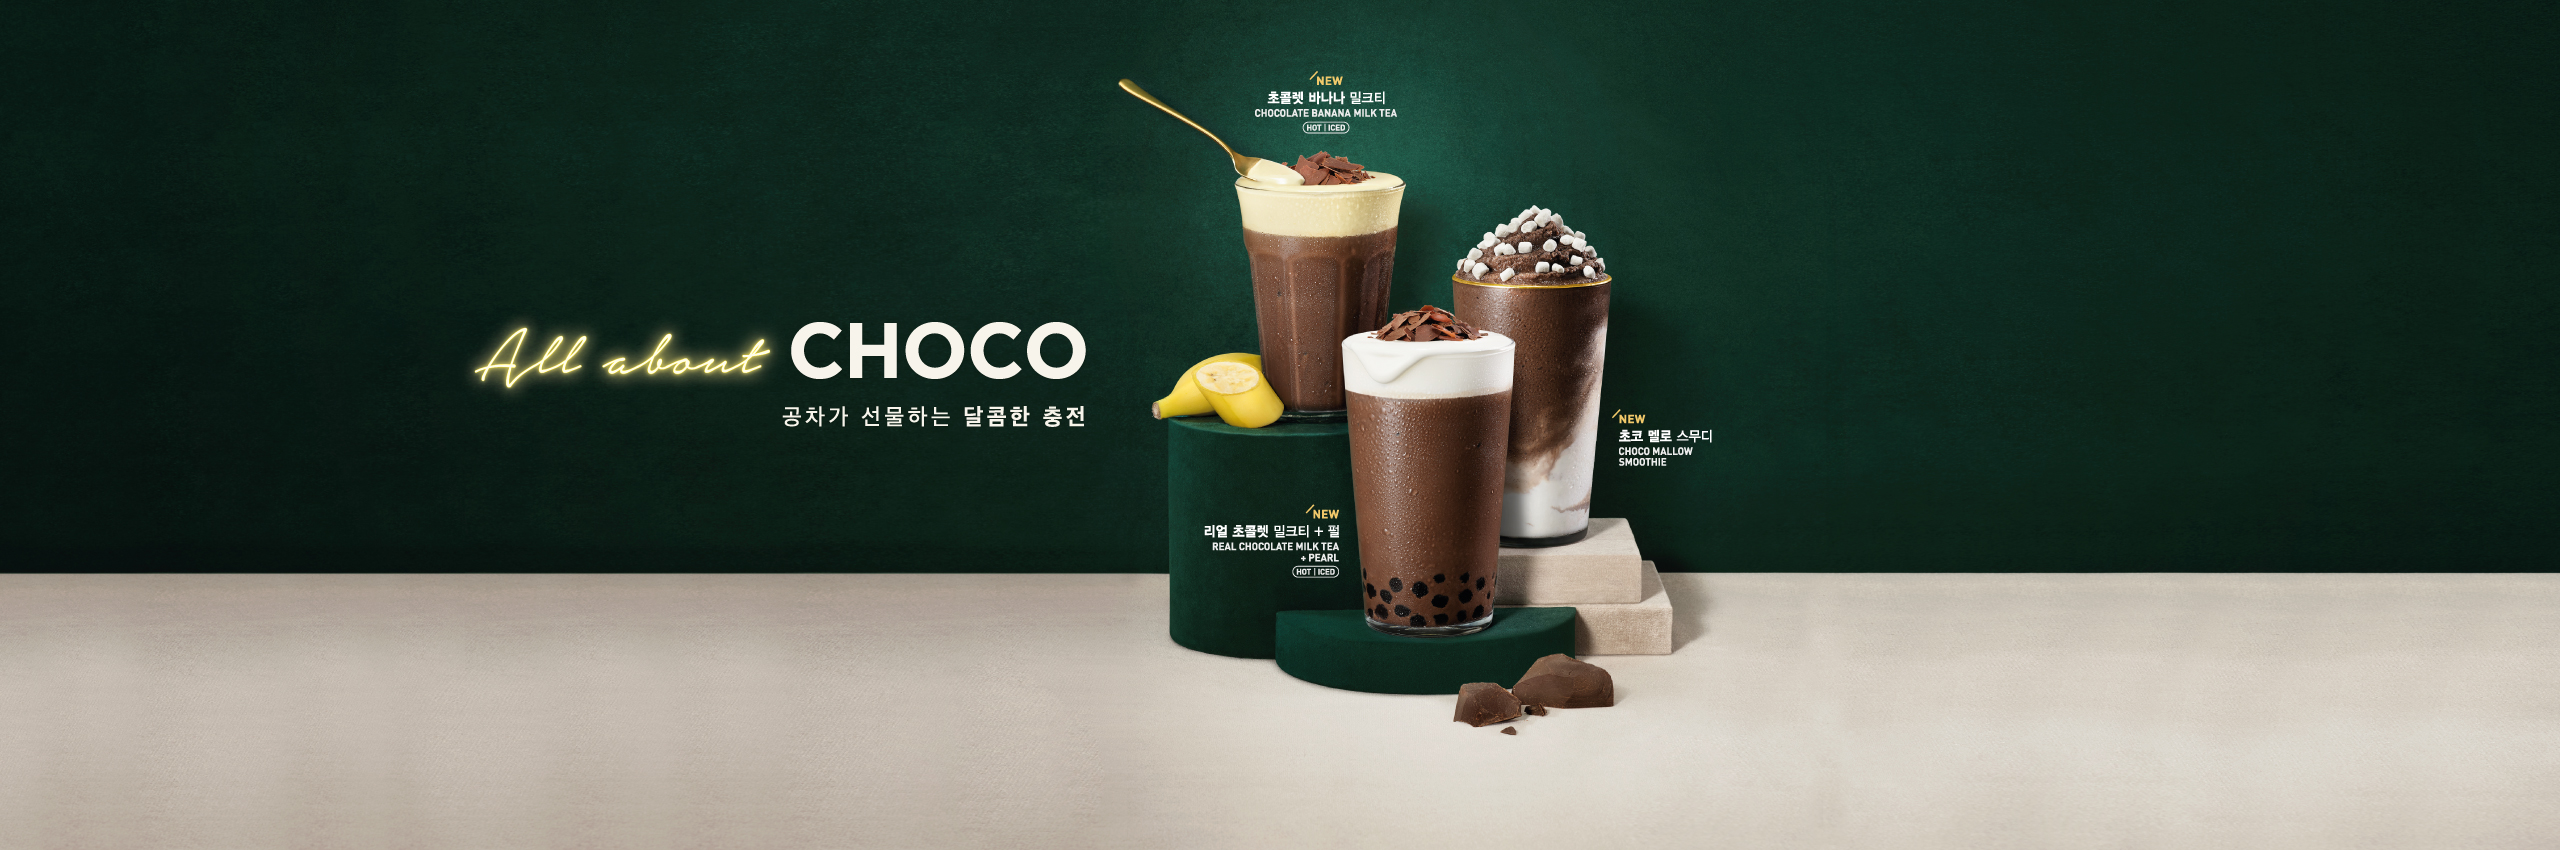 All about CHOCO
공차가 선물하는 달콤한 충전
NEW
초콜렛 바나나 밀크티
CHOCOLATE BANANA MILK TEA
HOT | ICED
NEW
초코 멜로 스무디
CHOCO MALLOW
SMOOTHIE
NEW
리얼 초콜렛 밀크티 + 펄
REAL CHOCOLATE MILK TEA
+ PEARL
HOT | ICED